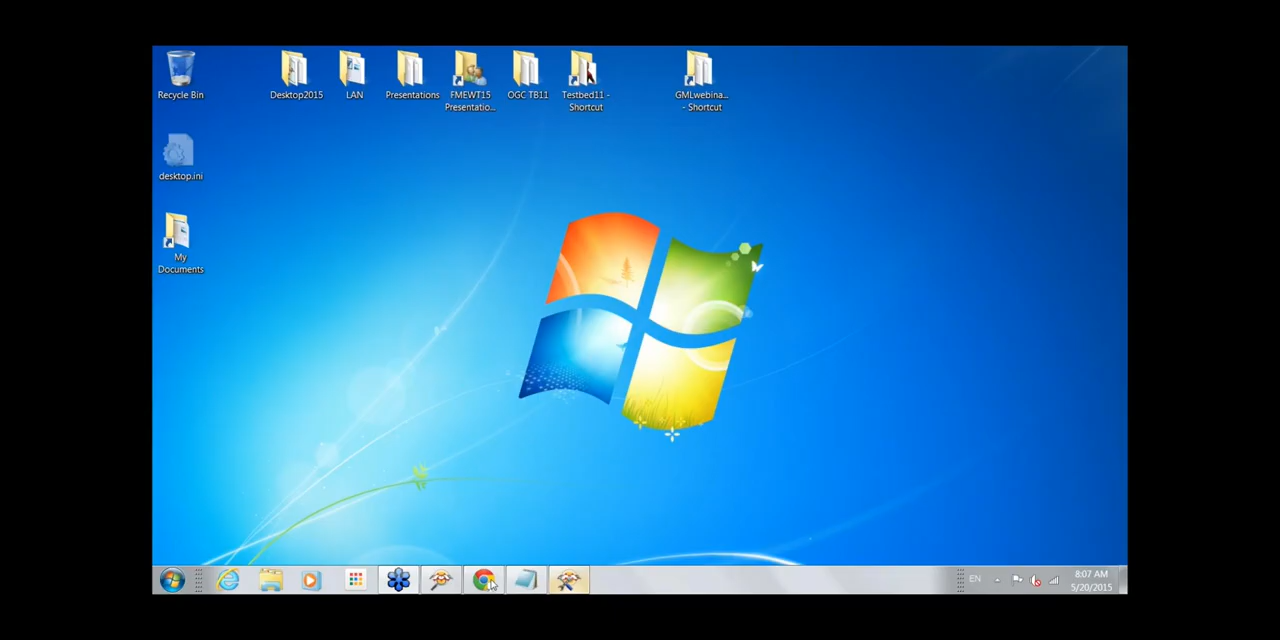 Recycle Bin
Desktop2015
LAN
Presentations
FMEWT15
Presentatio...
OGC TB11
Testbed11 -
Shortcut
GMLwebina...
- Shortcut
desktop.ini
My
Documents
EN
8:07 AM
5/20/2015